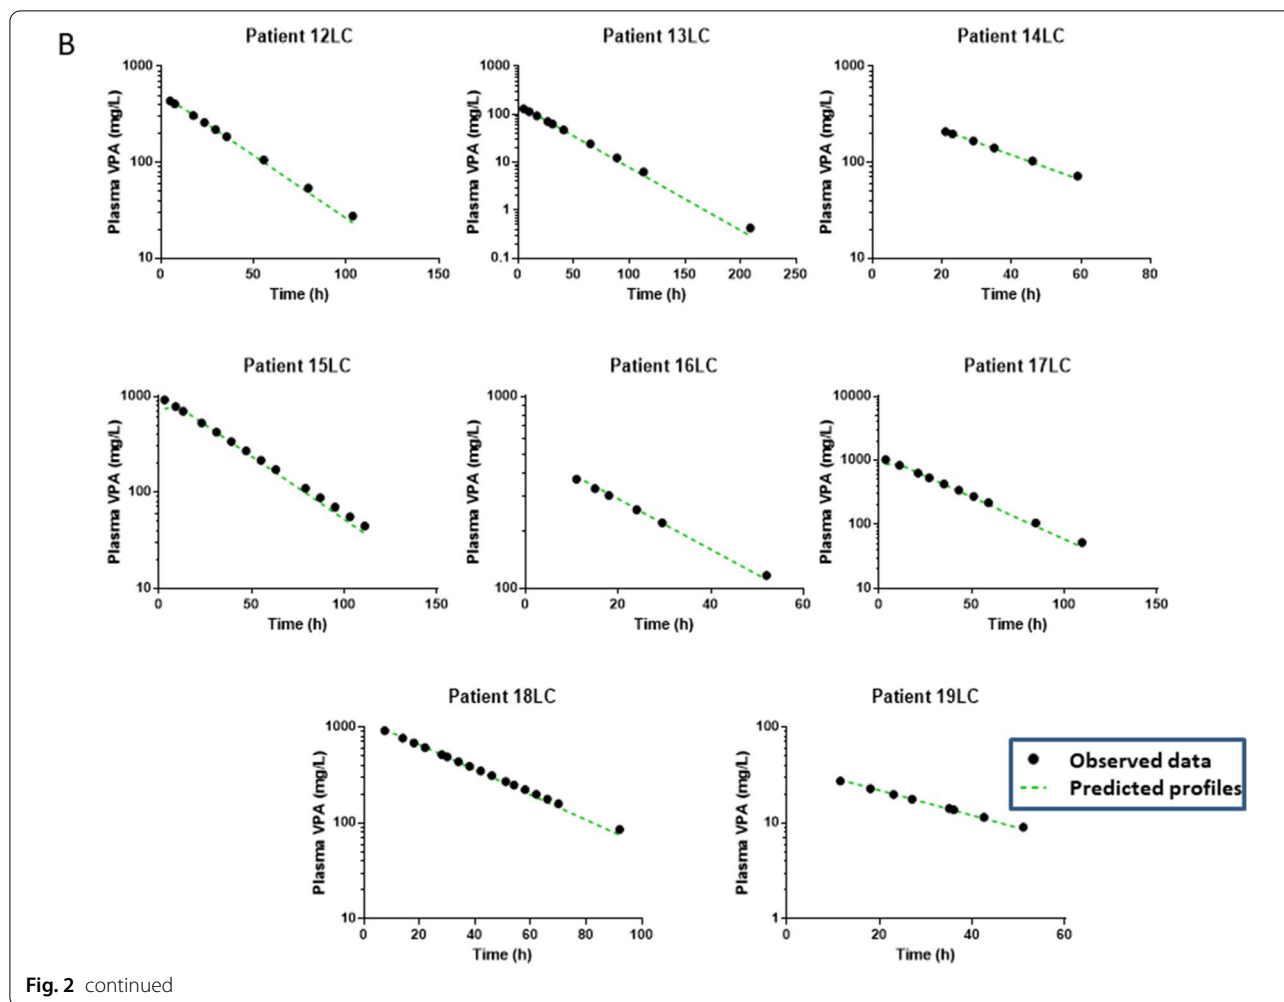 B
Patient 12LC
Patient 13LC
Patient 14LC
Plasma VPA (mg/L)
1000
100
10
0
50
100
150
Time (h)
Plasma VPA (mg/L)
1000
100
10
1
0.1
0
50
100
150
200
250
Time (h)
Plasma VPA (mg/L)
1000
100
10
0
20
40
60
80
Time (h)
Patient 15LC
Patient 16LC
Patient 17LC
Plasma VPA (mg/L)
1000
100
10
0
50
100
150
Time (h)
Plasma VPA (mg/L)
1000
100
0
20
40
60
Time (h)
Plasma VPA (mg/L)
10000
1000
100
10
0
50
100
150
Time (h)
Patient 18LC
Patient 19LC
Plasma VPA (mg/L)
1000
100
10
0
20
40
60
80
100
Time (h)
Plasma VPA (mg/L)
100
10
1
0
20
40
60
Time (h)
Observed data
Predicted profiles
Fig. 2 continued